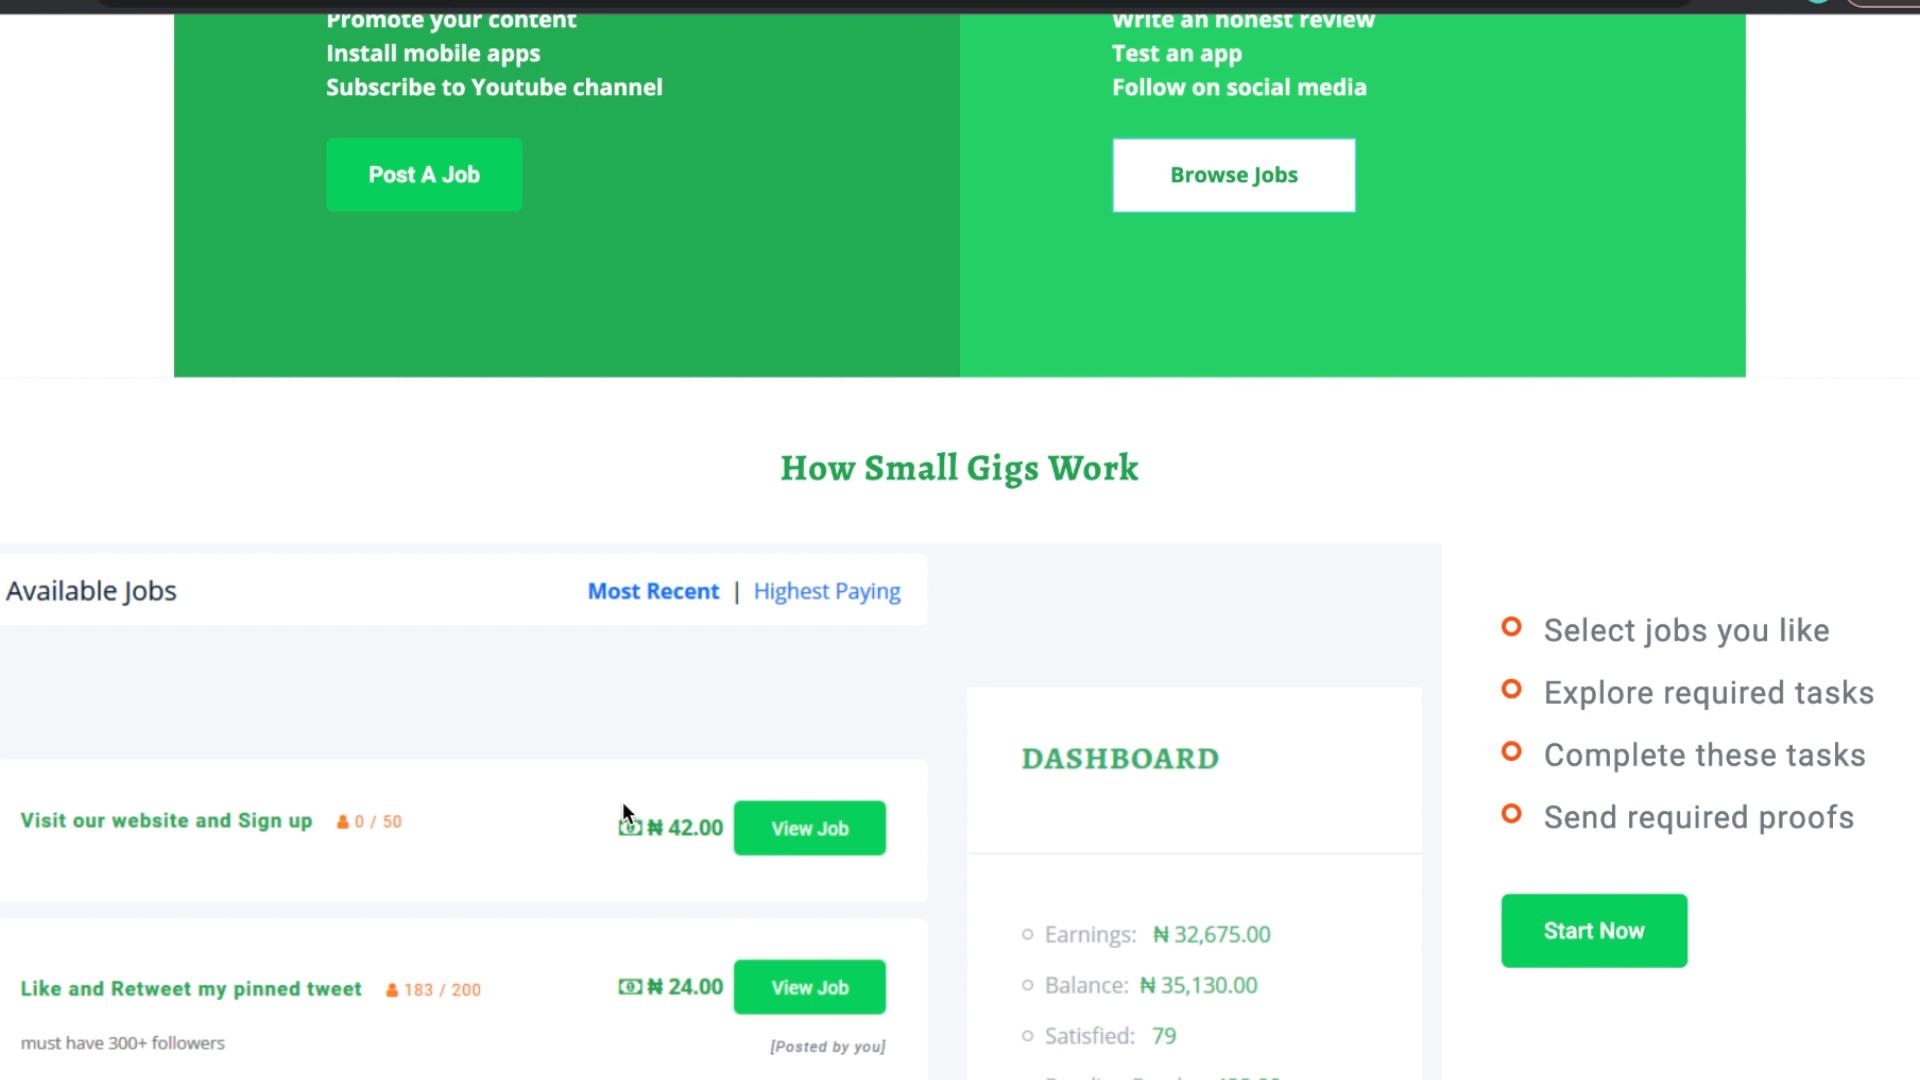 Promote your content
Install mobile apps
Subscribe to Youtube channel
Post A Job
Write an honest review
Test an app
Follow on social media
Browse Jobs
How Small Gigs Work
Available Jobs
Most Recent | Highest Paying
Visit our website and Sign up 0 / 50
₦ 42.00
View Job
Like and Retweet my pinned tweet 183 / 200
₦ 24.00
View Job
must have 300+ followers
[Posted by you]
DASHBOARD
Earnings: ₦ 32,675.00
Balance: ₦ 35,130.00
Satisfied: 79
Select jobs you like
Explore required tasks
Complete these tasks
Send required proofs
Start Now